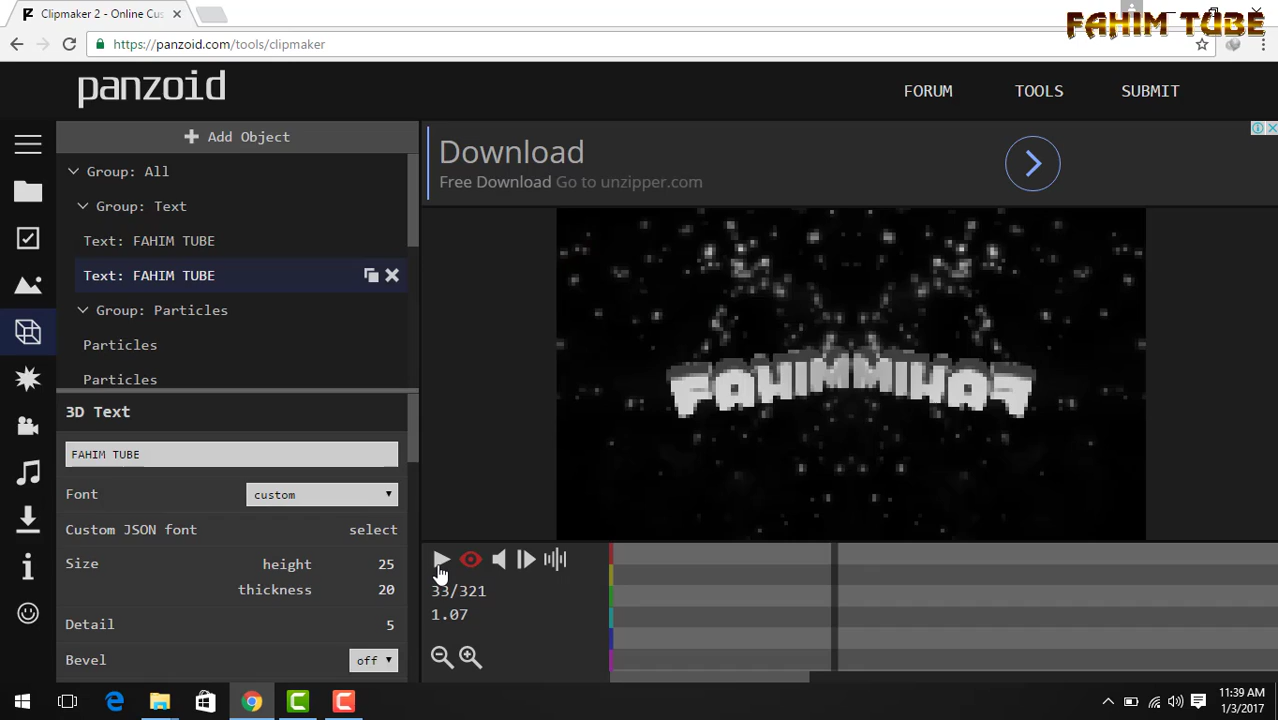 Clipmaker 2 - Online Cus
FAHIM TUBE
https://panzoid.com/tools/clipmaker
panzoid
FORUM
TOOLS
SUBMIT
Add Object
Group: All
Group: Text
Text: FAHIM TUBE
Text: FAHIM TUBE
Group: Particles
Particles
Particles
Download
Free Download Go to unzipper.com
FAHIM
3D Text
FAHIM TUBE
Font
custom
Custom JSON font
select
Size
height
25
thickness
20
Detail
5
Bevel
off
33/321
1.07
11:39 AM
1/3/2017